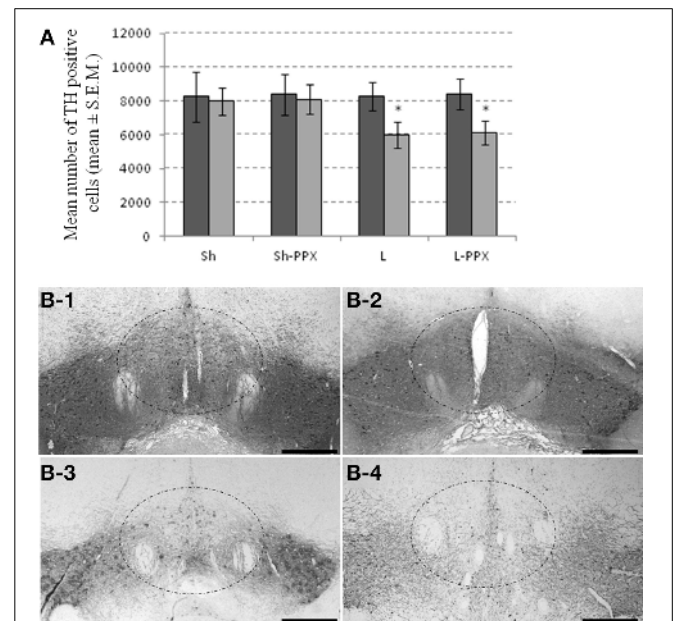 A
Mean number of TH positive
cells (mean ± S.E.M.)
12000
10000
8000
6000
4000
2000
0
*
*
Sh
Sh-PPX
L
L-PPX
B-1
B-2
B-3
B-4